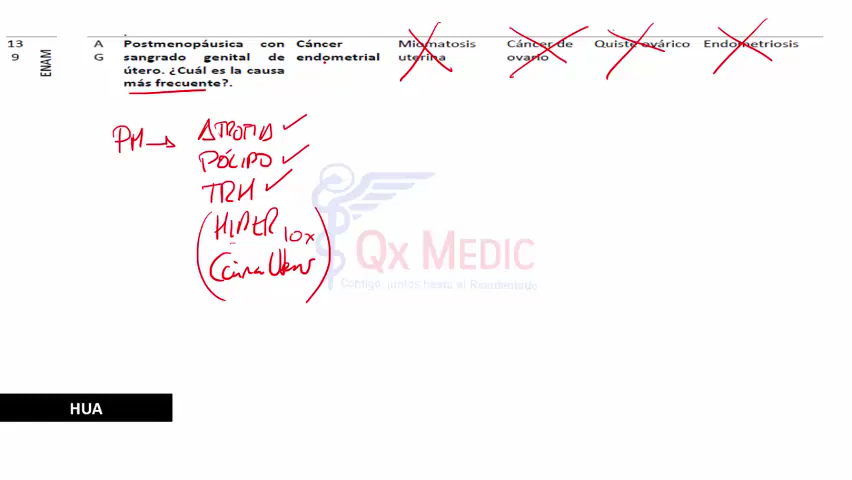 13 A Postmenopáusica con Cáncer Miomatosis Cáncer de Quiste ovárico Endometriosis
9 ENAM G sangrado genital de endometrial uterina ovario
útero. ¿Cuál es la causa
más frecuente?.
PM → ATROFIA ✓
PÓLIPO ✓
TRH ✓
HIPER 10x
QX MEDIC
Contigo, juntos hasta el Residentado
HUA